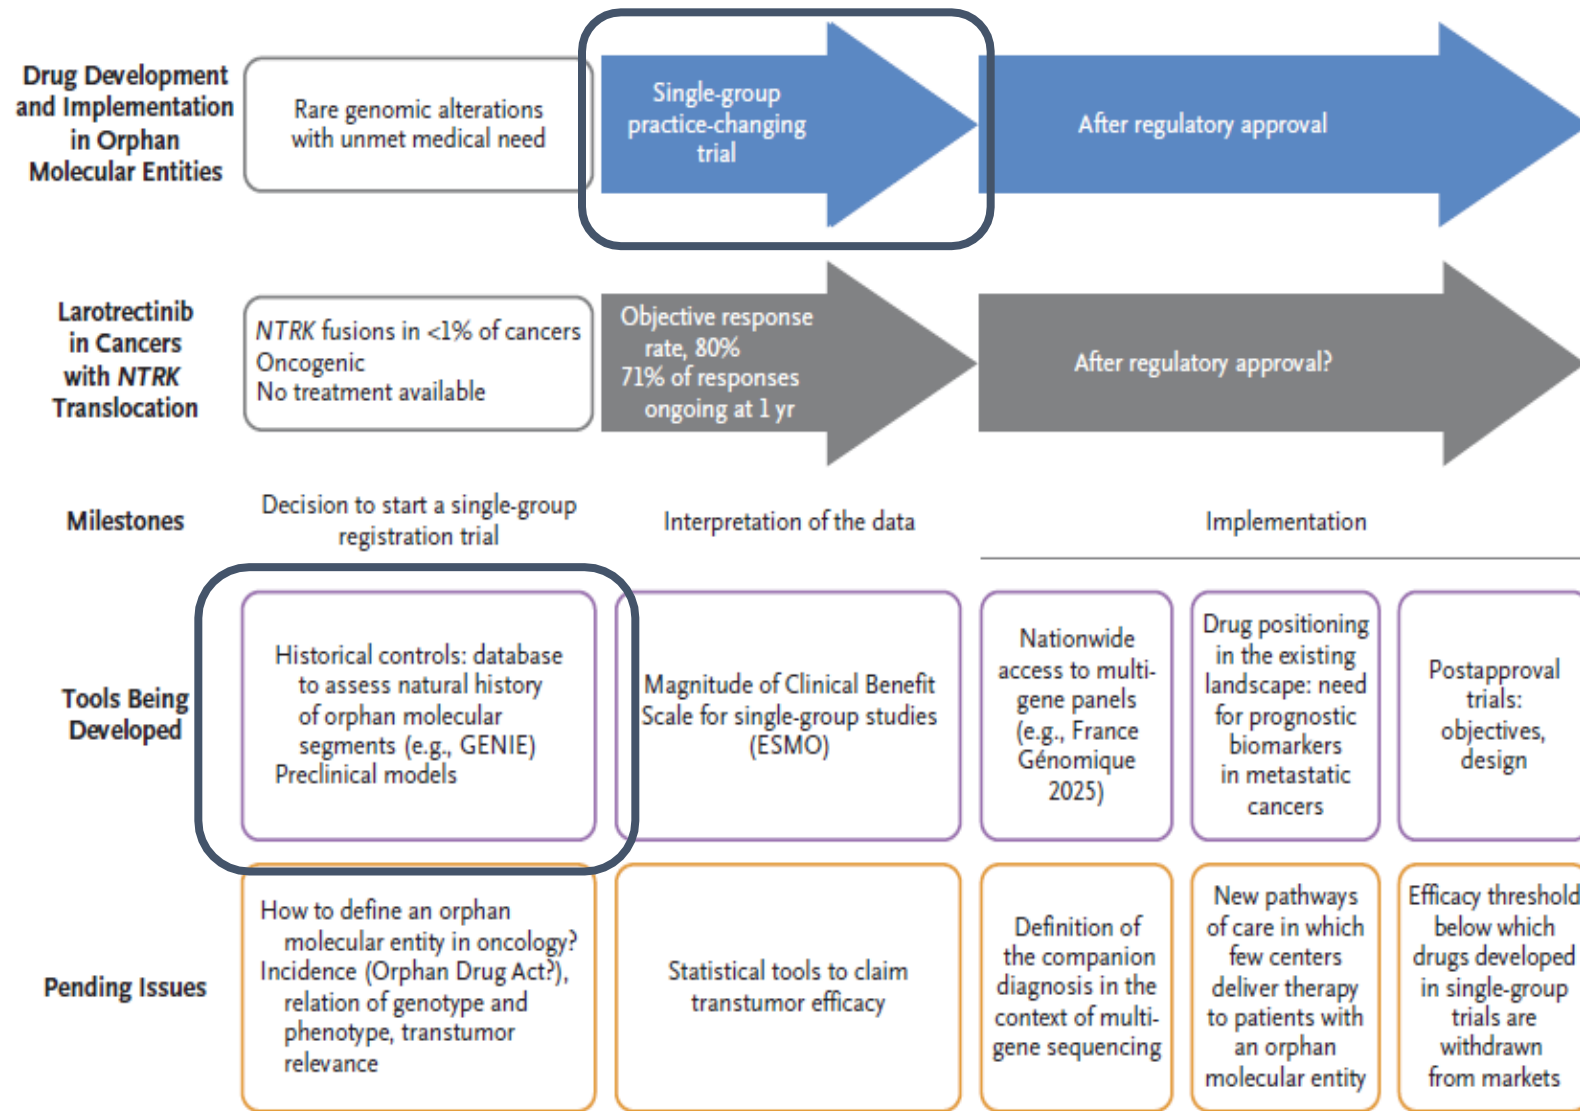 Drug Development
and Implementation
in Orphan
Molecular Entities
Rare genomic alterations
with unmet medical need
Single-group
practice-changing
trial
After regulatory approval
Larotrectinib
in Cancers
with NTRK
Translocation
NTRK fusions in <1% of cancers
Oncogenic
No treatment available
Objective response
rate, 80%
71% of responses
ongoing at 1 yr
After regulatory approval?
Milestones
Decision to start a single-group
registration trial
Interpretation of the data
Implementation
Tools Being
Developed
Historical controls: database
to assess natural history
of orphan molecular
segments (e.g., GENIE)
Preclinical models
Magnitude of Clinical Benefit
Scale for single-group studies
(ESMO)
Nationwide
access to multi-
gene panels
(e.g., France
Génomique
2025)
Drug positioning
in the existing
landscape: need
for prognostic
biomarkers
in metastatic
cancers
Postapproval
trials:
objectives,
design
Pending Issues
How to define an orphan
molecular entity in oncology?
Incidence (Orphan Drug Act?),
relation of genotype and
phenotype, transtumor
relevance
Statistical tools to claim
transtumor efficacy
Definition of
the companion
diagnosis in the
context of multi-
gene sequencing
New pathways
of care in which
few centers
deliver therapy
to patients with
an orphan
molecular entity
Efficacy threshold
below which
drugs developed
in single-group
trials are
withdrawn
from markets